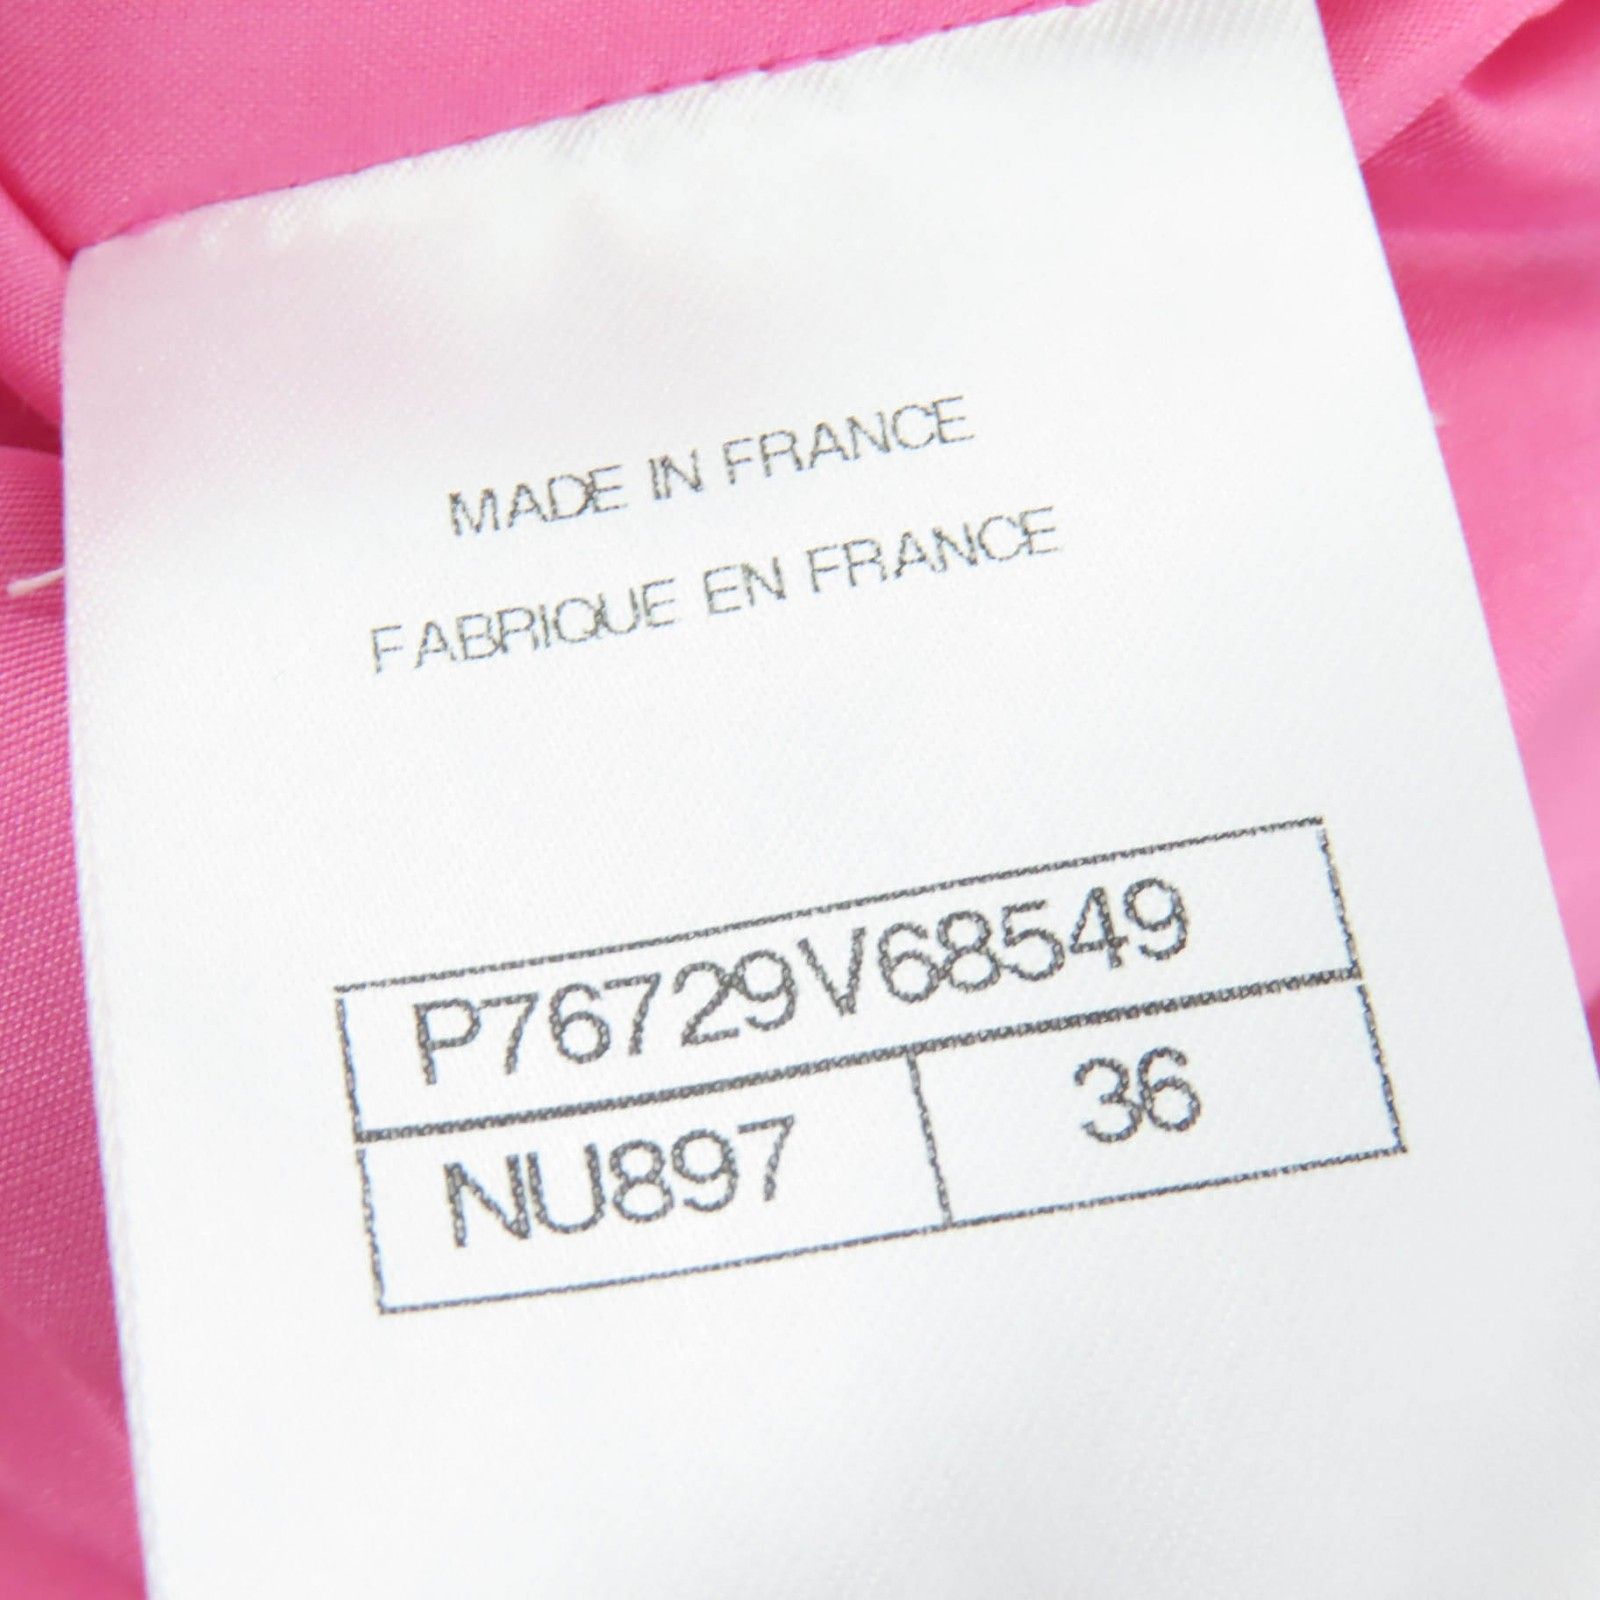 MADE IN FRANCE
FABRIQUE EN FRANCE
P76729V68549
NU897 36